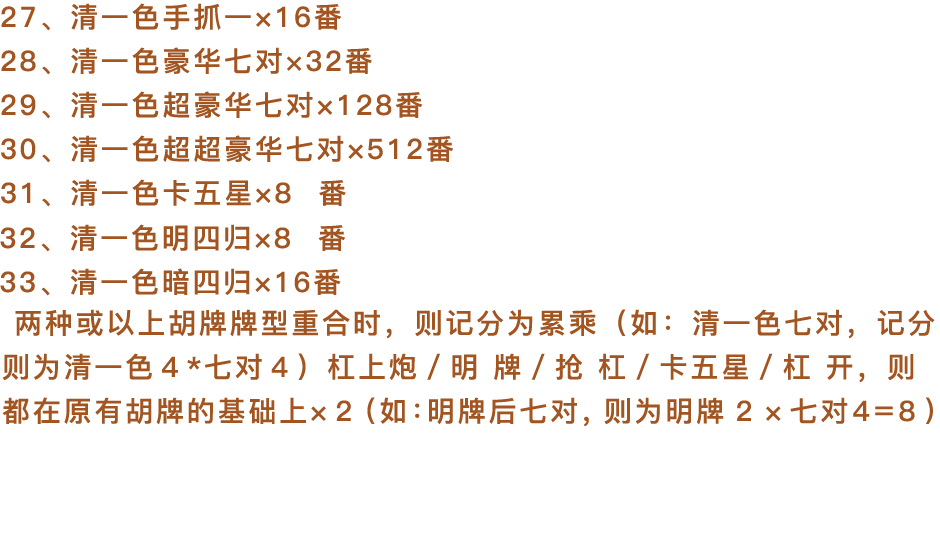 27、清一色手抓一×16番
28、清一色豪华七对×32番
29、清一色超豪华七对×128番
30、清一色超超豪华七对×512番
31、清一色卡五星×8 番
32、清一色明四归×8 番
33、清一色暗四归×16番
两种或以上胡牌牌型重合时，则记分为累乘（如：清一色七对，记分
则为清一色4*七对4）杠上炮/明 牌/抢 杠/卡五星/杠 开，则
都在原有胡牌的基础上×2（如：明牌后七对，则为明牌2×七对4=8）